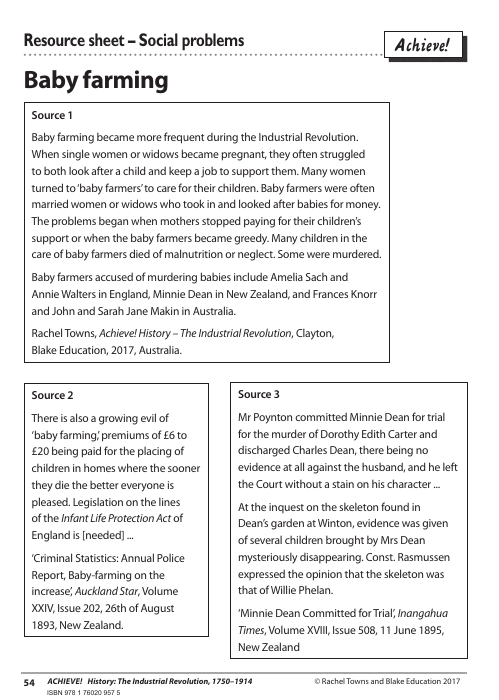 Resource sheet – Social problems
Achieve!
Baby farming
Source 1
Baby farming became more frequent during the Industrial Revolution.
When single women or widows became pregnant, they often struggled
to both look after a child and keep a job to support them. Many women
turned to 'baby farmers' to care for their children. Baby farmers were often
married women or widows who took in and looked after babies for money.
The problems began when mothers stopped paying for their children's
support or when the baby farmers became greedy. Many children in the
care of baby farmers died of malnutrition or neglect. Some were murdered.
Baby farmers accused of murdering babies include Amelia Sach and
Annie Walters in England, Minnie Dean in New Zealand, and Frances Knorr
and John and Sarah Jane Makin in Australia.
Rachel Towns, Achieve! History – The Industrial Revolution, Clayton,
Blake Education, 2017, Australia.
Source 2
There is also a growing evil of
'baby farming,' premiums of £6 to
£20 being paid for the placing of
children in homes where the sooner
they die the better everyone is
pleased. Legislation on the lines
of the Infant Life Protection Act of
England is [needed] ...
'Criminal Statistics: Annual Police
Report, Baby-farming on the
increase', Auckland Star, Volume
XXIV, Issue 202, 26th of August
1893, New Zealand.
Source 3
Mr Poynton committed Minnie Dean for trial
for the murder of Dorothy Edith Carter and
discharged Charles Dean, there being no
evidence at all against the husband, and he left
the Court without a stain on his character ...
At the inquest on the skeleton found in
Dean's garden at Winton, evidence was given
of several children brought by Mrs Dean
mysteriously disappearing. Const. Rasmussen
expressed the opinion that the skeleton was
that of Willie Phelan.
'Minnie Dean Committed for Trial', Inangahua
Times, Volume XVIII, Issue 508, 11 June 1895,
New Zealand
54 ACHIEVE! History: The Industrial Revolution, 1750–1914 © Rachel Towns and Blake Education 2017
ISBN 978 1 76020 957 5